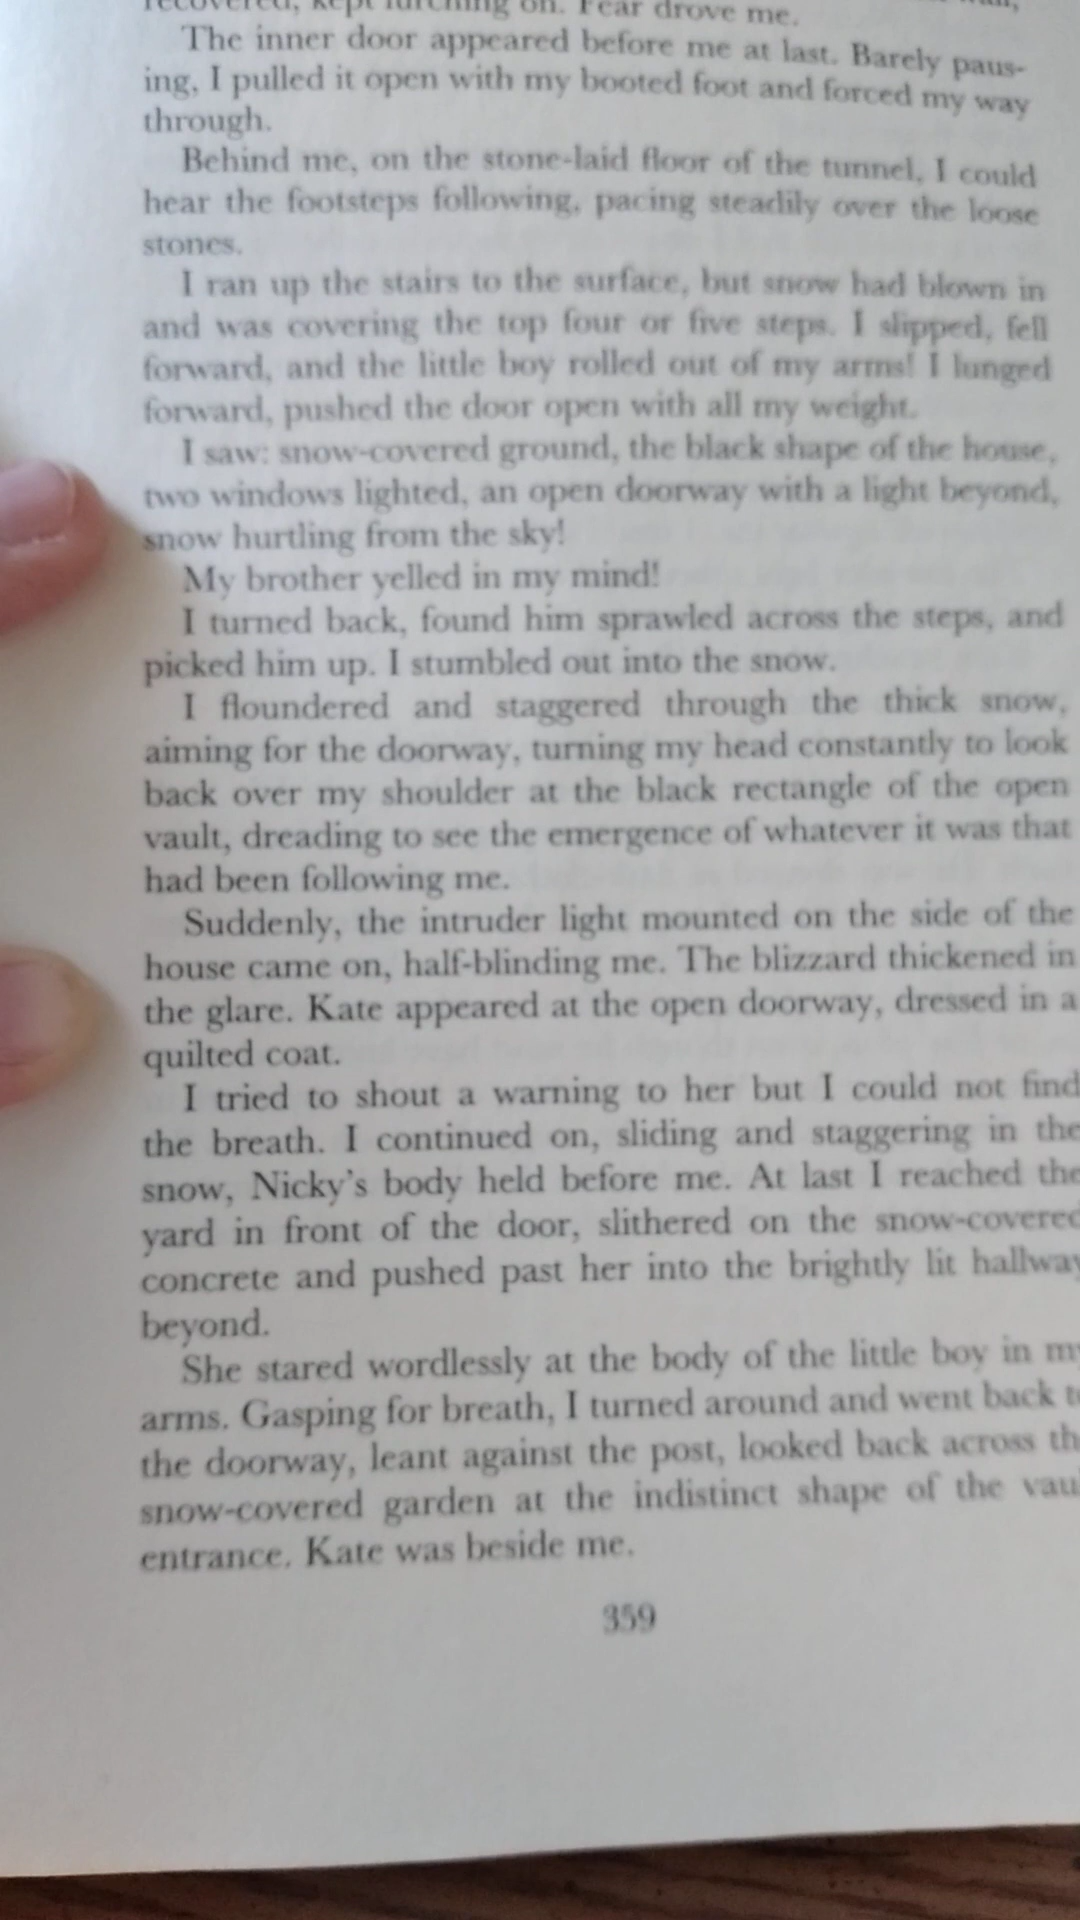 recovered, kept lurching on. Fear drove me.
The inner door appeared before me at last. Barely paus-
ing, I pulled it open with my booted foot and forced my way
through.
Behind me, on the stone-laid floor of the tunnel, I could
hear the footsteps following, pacing steadily over the loose
stones.
I ran up the stairs to the surface, but snow had blown in
and was covering the top four or five steps. I slipped, fell
forward, and the little boy rolled out of my arms! I lunged
forward, pushed the door open with all my weight.
I saw: snow-covered ground, the black shape of the house,
two windows lighted, an open doorway with a light beyond,
snow hurtling from the sky!
My brother yelled in my mind!
I turned back, found him sprawled across the steps, and
picked him up. I stumbled out into the snow.
I floundered and staggered through the thick snow,
aiming for the doorway, turning my head constantly to look
back over my shoulder at the black rectangle of the open
vault, dreading to see the emergence of whatever it was that
had been following me.
Suddenly, the intruder light mounted on the side of the
house came on, half-blinding me. The blizzard thickened in
the glare. Kate appeared at the open doorway, dressed in a
quilted coat.
I tried to shout a warning to her but I could not find
the breath. I continued on, sliding and staggering in the
snow, Nicky's body held before me. At last I reached the
yard in front of the door, slithered on the snow-covered
concrete and pushed past her into the brightly lit hallway
beyond.
She stared wordlessly at the body of the little boy in my
arms. Gasping for breath, I turned around and went back t
the doorway, leant against the post, looked back across th
snow-covered garden at the indistinct shape of the vau
entrance. Kate was beside me.
359